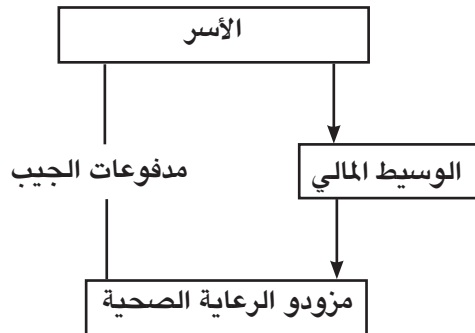 الأسر
مدفوعات الجيب
الوسيط المالي
مزودو الرعاية الصحية